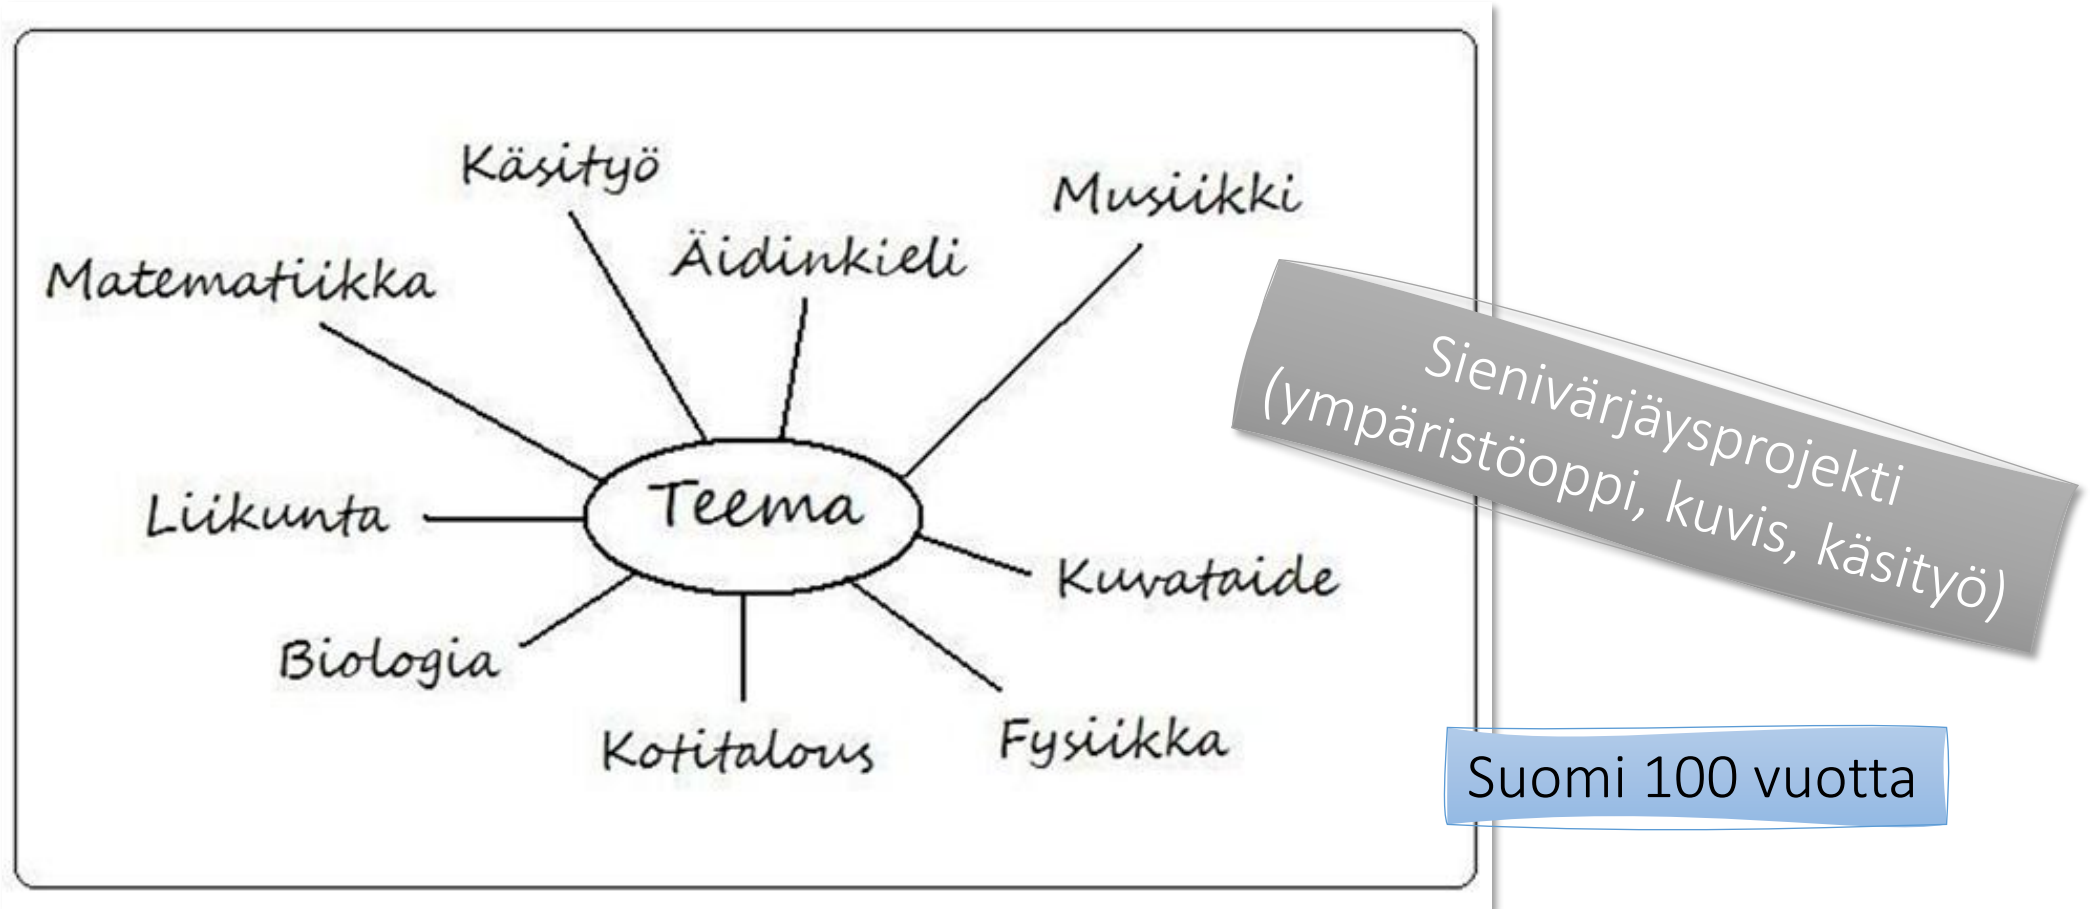 Käsityö
Musiikki
Äidinkieli
Matematiikka
Teema
Liikunta
Kuvataide
Biologia
Kotitalous
Fysiikka
Sienivärjäysprojekti
(ympäristöoppi, kuvis, käsityö)
Suomi 100 vuotta